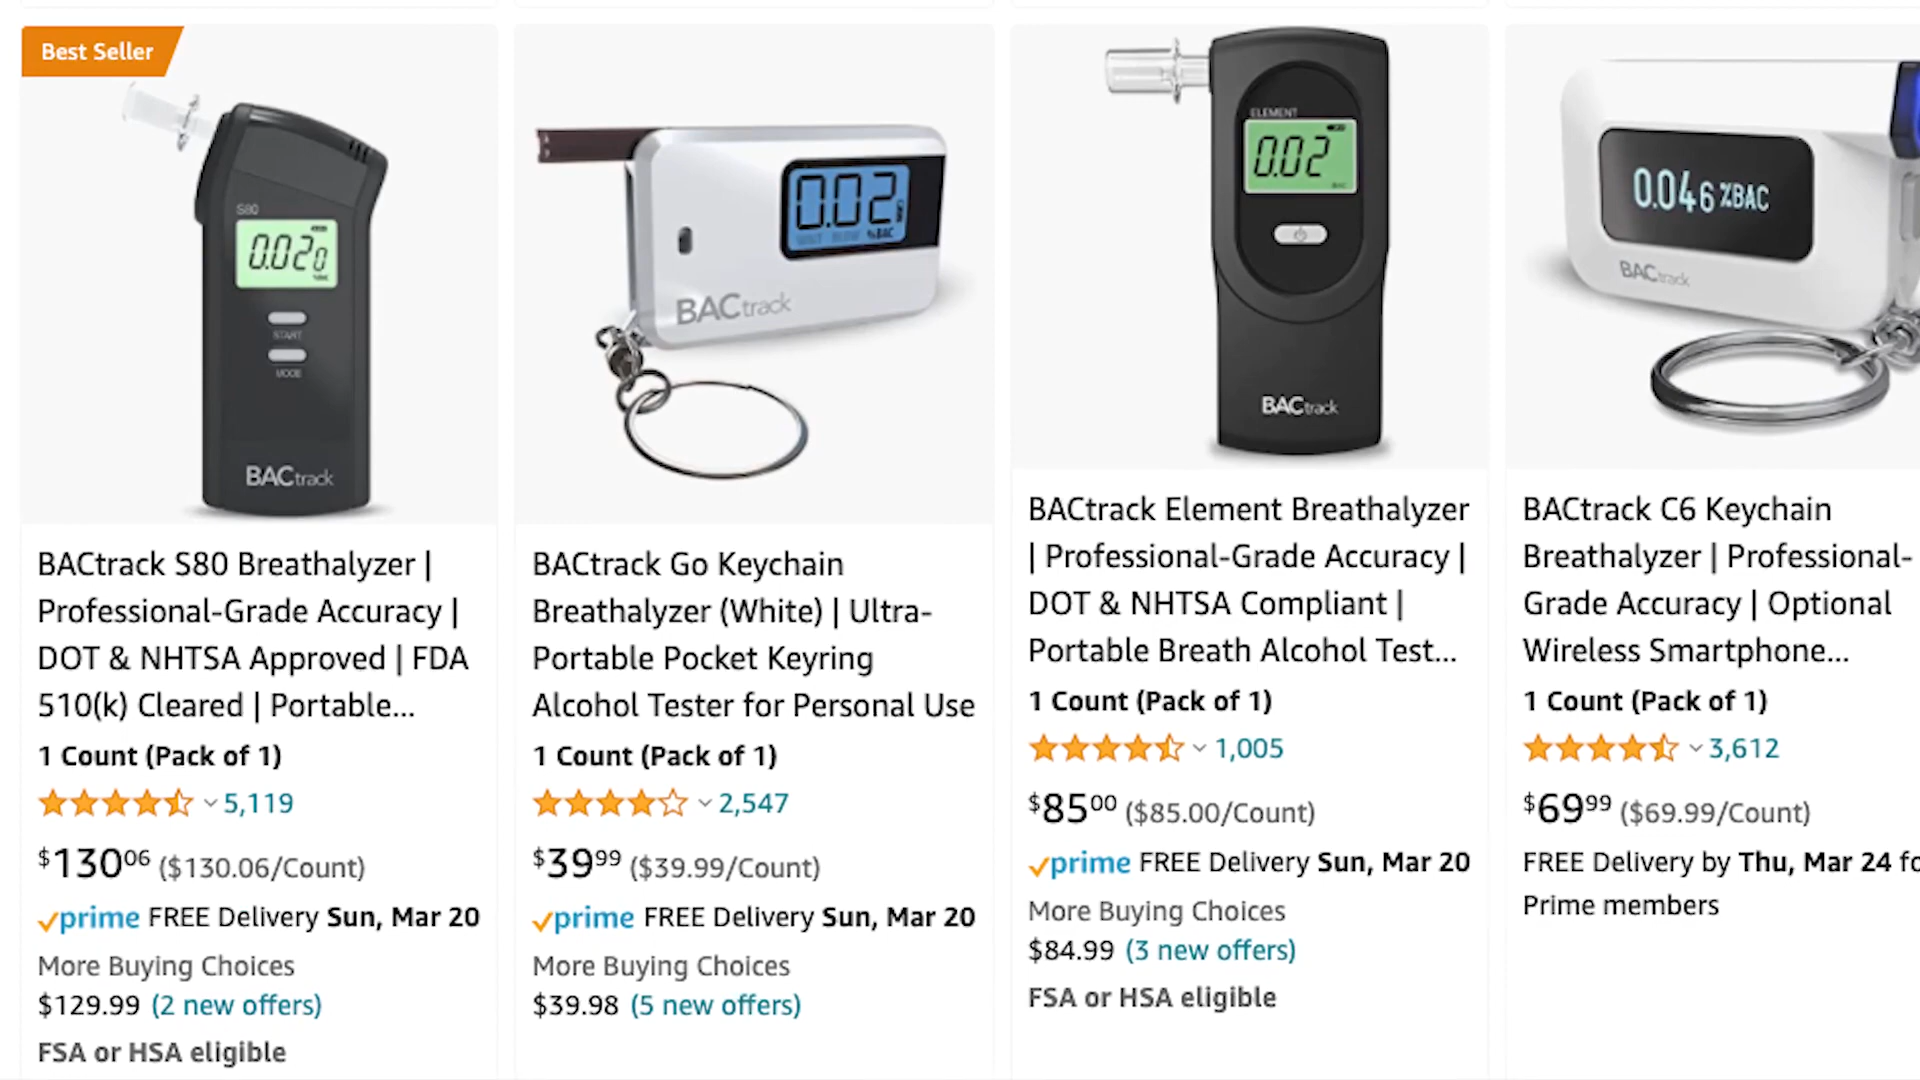 Best Seller
S80
0.020
START
MODE
BACtrack
BACtrack S80 Breathalyzer |
Professional-Grade Accuracy |
DOT & NHTSA Approved | FDA
510(k) Cleared | Portable...
1 Count (Pack of 1)
5,119
$130.06 ($130.06/Count)
prime FREE Delivery Sun, Mar 20
More Buying Choices
$129.99 (2 new offers)
FSA or HSA eligible
0.02
%BAC
BACtrack
BACtrack Go Keychain
Breathalyzer (White) | Ultra-
Portable Pocket Keyring
Alcohol Tester for Personal Use
1 Count (Pack of 1)
2,547
$39.99 ($39.99/Count)
prime FREE Delivery Sun, Mar 20
More Buying Choices
$39.98 (5 new offers)
ELEMENT
0.02
BACtrack
BACtrack Element Breathalyzer
| Professional-Grade Accuracy |
DOT & NHTSA Compliant |
Portable Breath Alcohol Test...
1 Count (Pack of 1)
1,005
$85.00 ($85.00/Count)
prime FREE Delivery Sun, Mar 20
More Buying Choices
$84.99 (3 new offers)
FSA or HSA eligible
0.046 %BAC
BACtrack
BACtrack C6 Keychain
Breathalyzer | Professional-
Grade Accuracy | Optional
Wireless Smartphone...
1 Count (Pack of 1)
3,612
$69.99 ($69.99/Count)
FREE Delivery by Thu, Mar 24 fo
Prime members